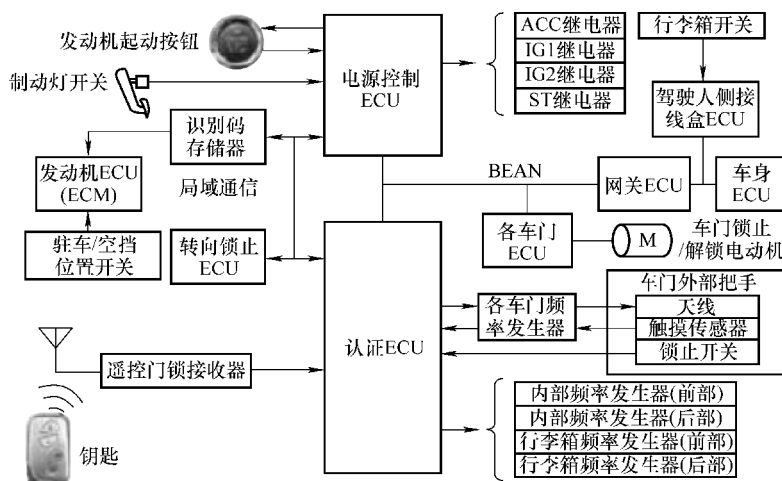 发动机起动按钮
制动灯开关
识别码
存储器
发动机ECU
(ECM)
局域通信
驻车/空挡
位置开关
转向锁止
ECU
遥控门锁接收器
钥匙
电源控制
ECU
认证ECU
ACC继电器
IG1继电器
IG2继电器
ST继电器
行李箱开关
驾驶人侧接
线盒ECU
BEAN
网关ECU
车身
ECU
各车门
ECU
M
车门锁止
/解锁电动机
各车门频
率发生器
车门外部把手
天线
触摸传感器
锁止开关
内部频率发生器(前部)
内部频率发生器(后部)
行李箱频率发生器(前部)
行李箱频率发生器(后部)